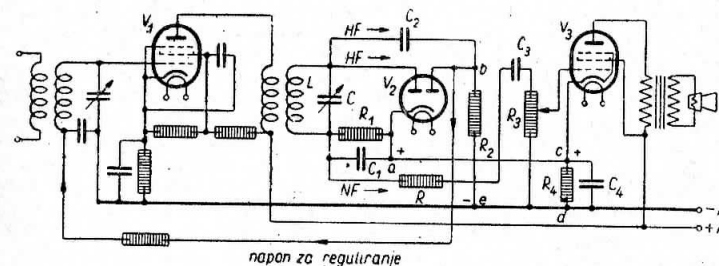 HF →
C₂
V₁
HF →
V₂
C₃
V₃
L
C
b
R₁
R₃
R₂
C₁
a
+
c
+
NF →
R
R₄
C₄
- e
d
-A
+A
napon za reguliranje